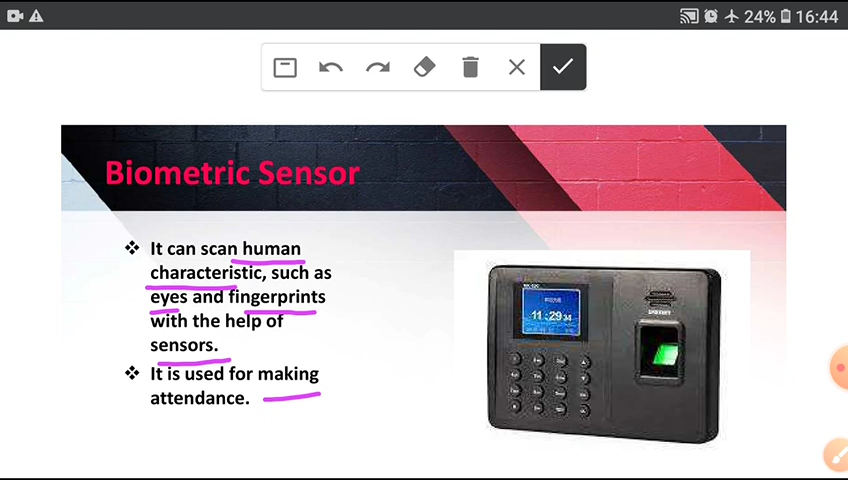 24% 16:44
Biometric Sensor
It can scan human
characteristic, such as
eyes and fingerprints
with the help of
sensors.
It is used for making
attendance.
11:29 34